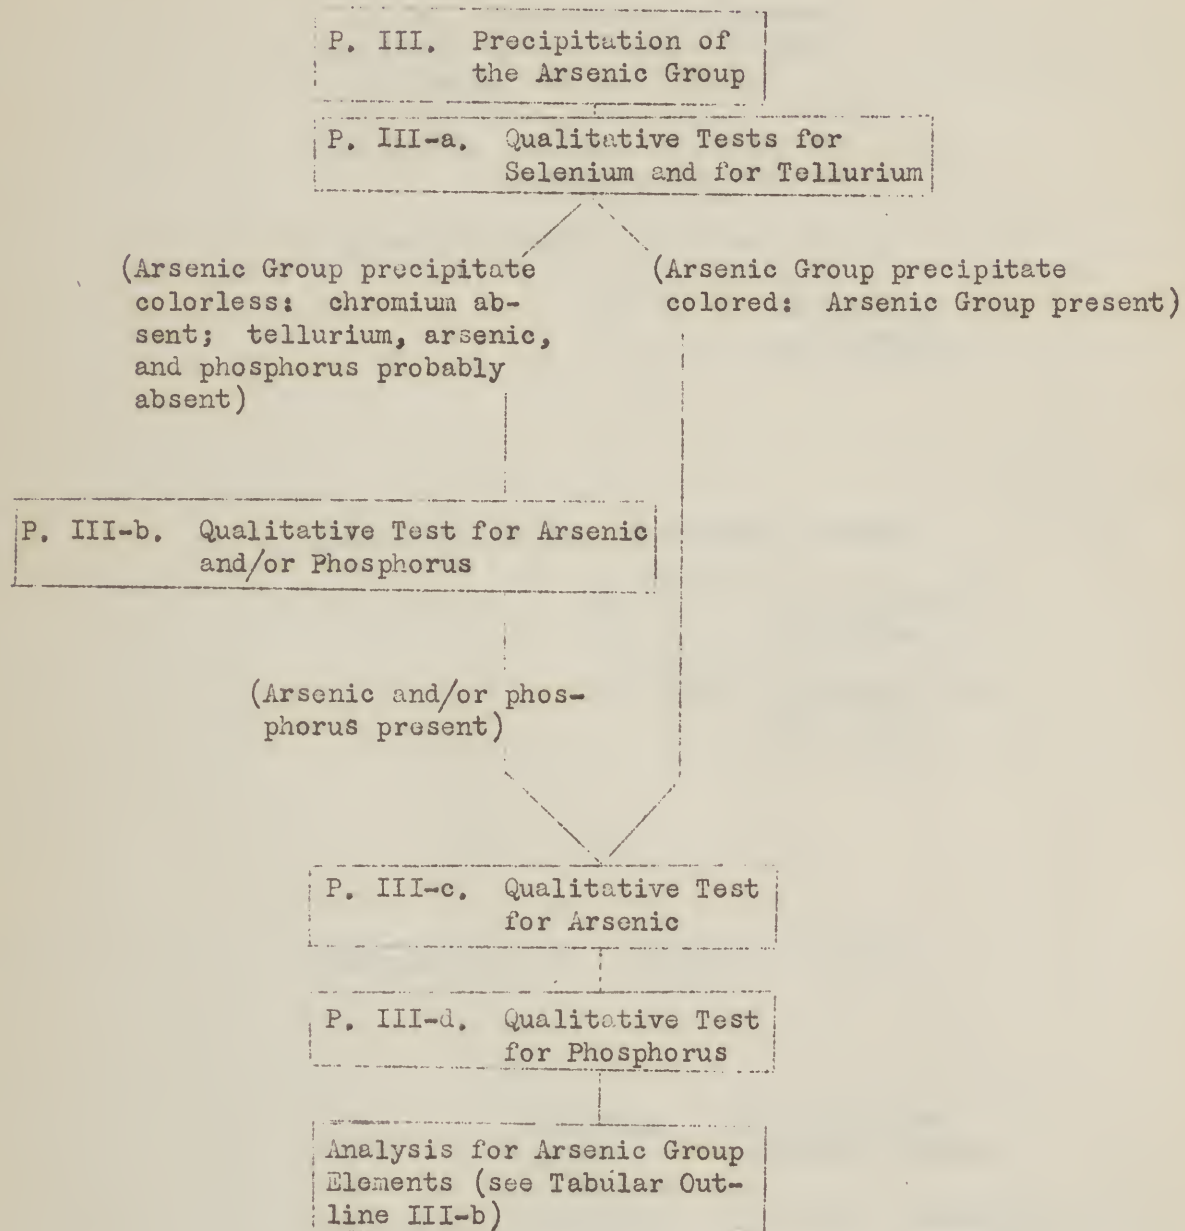 P. III. Precipitation of
the Arsenic Group
P. III-a. Qualitative Tests for
Selenium and for Tellurium
(Arsenic Group precipitate
colorless: chromium ab-
sent; tellurium, arsenic,
and phosphorus probably
absent)
(Arsenic Group precipitate
colored: Arsenic Group present)
P. III-b. Qualitative Test for Arsenic
and/or Phosphorus
(Arsenic and/or phos-
phorus present)
P. III-c. Qualitative Test
for Arsenic
P. III-d. Qualitative Test
for Phosphorus
Analysis for Arsenic Group
Elements (see Tabular Out-
line III-b)